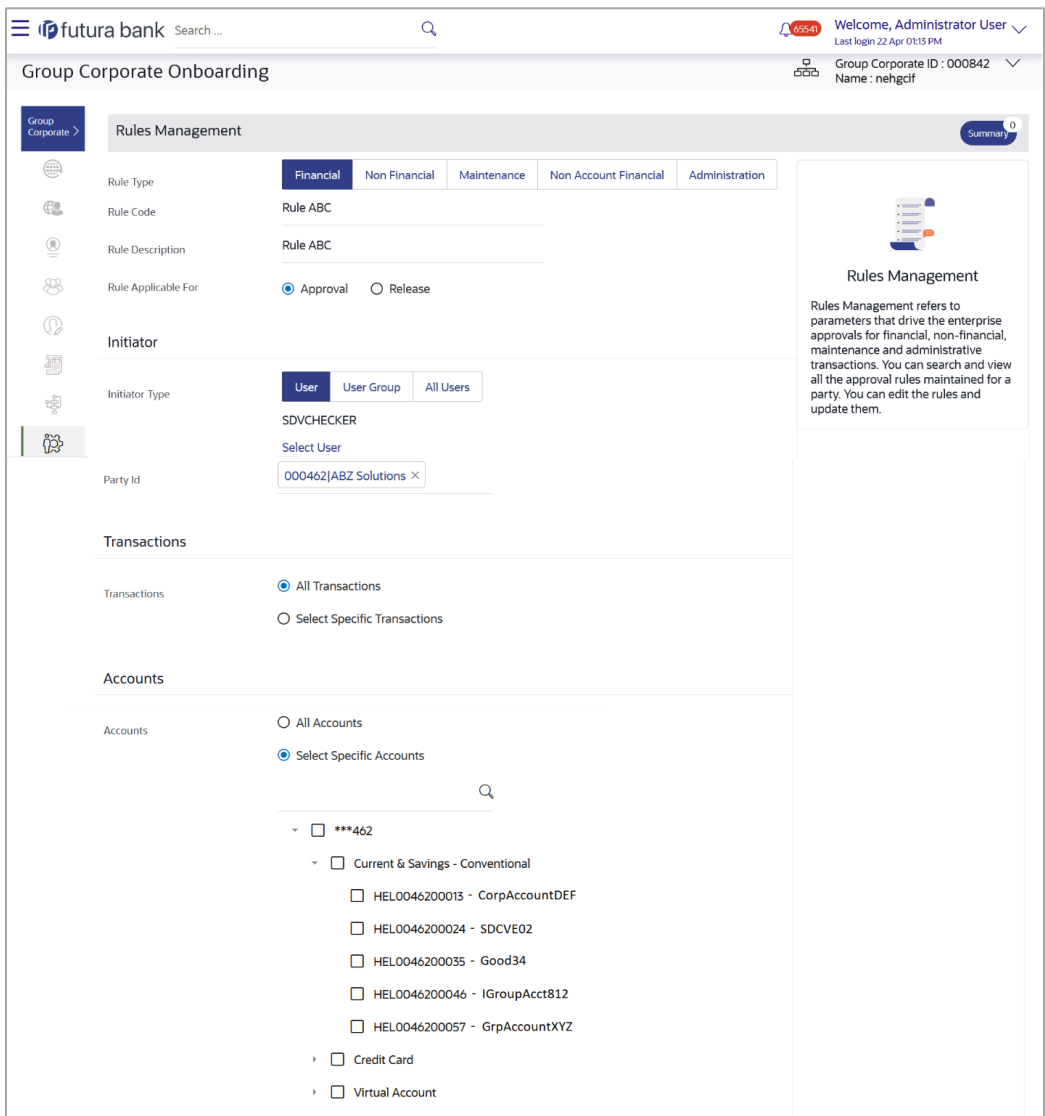 futura bank
Search ...
65541
Welcome, Administrator User
Last login 22 Apr 01:13 PM
Group Corporate Onboarding
Group Corporate ID : 000842
Name : nehgcif
Group
Corporate >
Rules Management
Summary
0
Rule Type
Financial
Non Financial
Maintenance
Non Account Financial
Administration
Rule Code
Rule ABC
Rule Description
Rule ABC
Rule Applicable For
Approval
Release
Rules Management
Rules Management refers to
parameters that drive the enterprise
approvals for financial, non-financial,
maintenance and administrative
transactions. You can search and view
all the approval rules maintained for a
party. You can edit the rules and
update them.
Initiator
Initiator Type
User
User Group
All Users
SDVCHECKER
Select User
Party Id
000462|ABZ Solutions ×
Transactions
Transactions
All Transactions
Select Specific Transactions
Accounts
Accounts
All Accounts
Select Specific Accounts
***462
Current & Savings - Conventional
HEL0046200013 - CorpAccountDEF
HEL0046200024 - SDCVE02
HEL0046200035 - Good34
HEL0046200046 - IGroupAcct812
HEL0046200057 - GrpAccountXYZ
Credit Card
Virtual Account